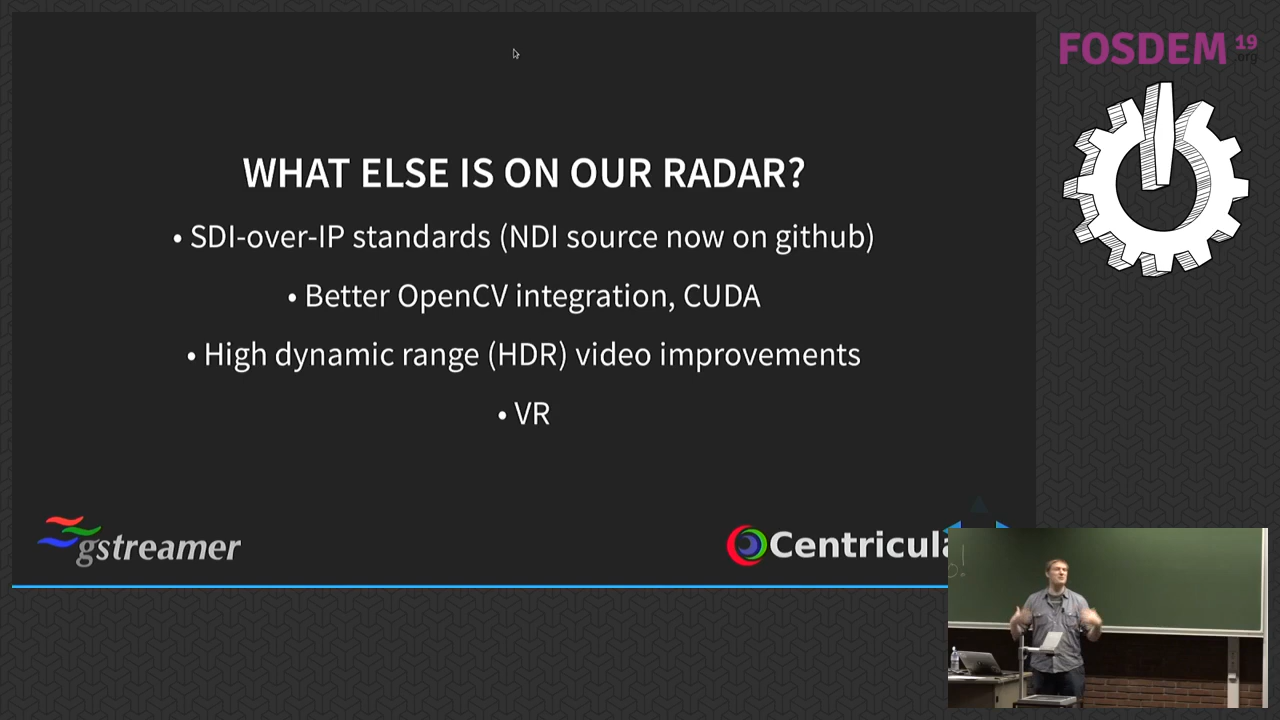 FOSDEM 19
.org
WHAT ELSE IS ON OUR RADAR?
• SDI-over-IP standards (NDI source now on github)
• Better OpenCV integration, CUDA
• High dynamic range (HDR) video improvements
• VR
gstreamer
Centricula